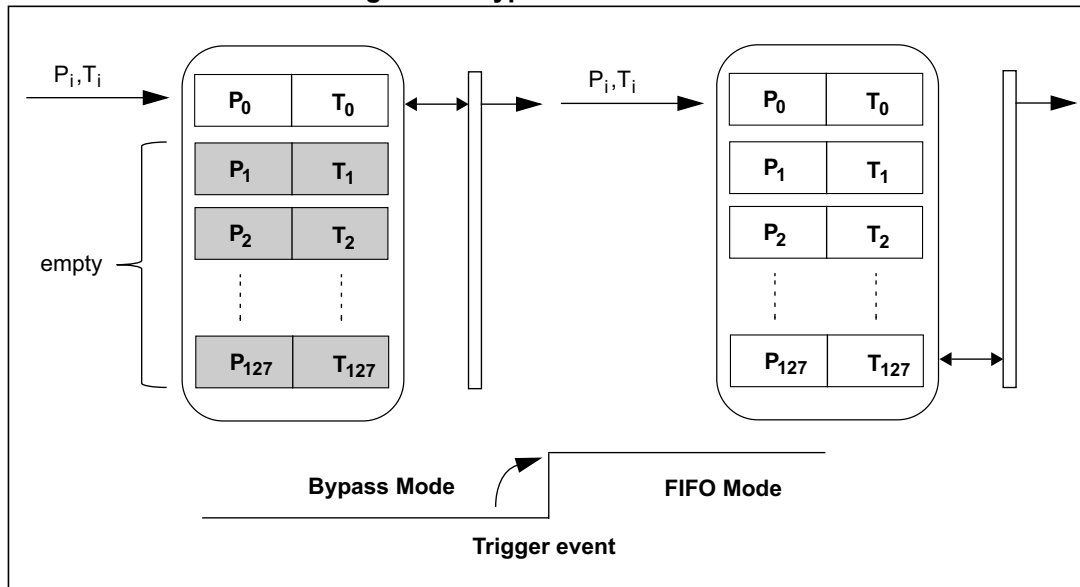 P_i,T_i
P_0 T_0
P_1 T_1
P_2 T_2
empty
P_127 T_127
P_i,T_i
P_0 T_0
P_1 T_1
P_2 T_2
P_127 T_127
Bypass Mode
FIFO Mode
Trigger event